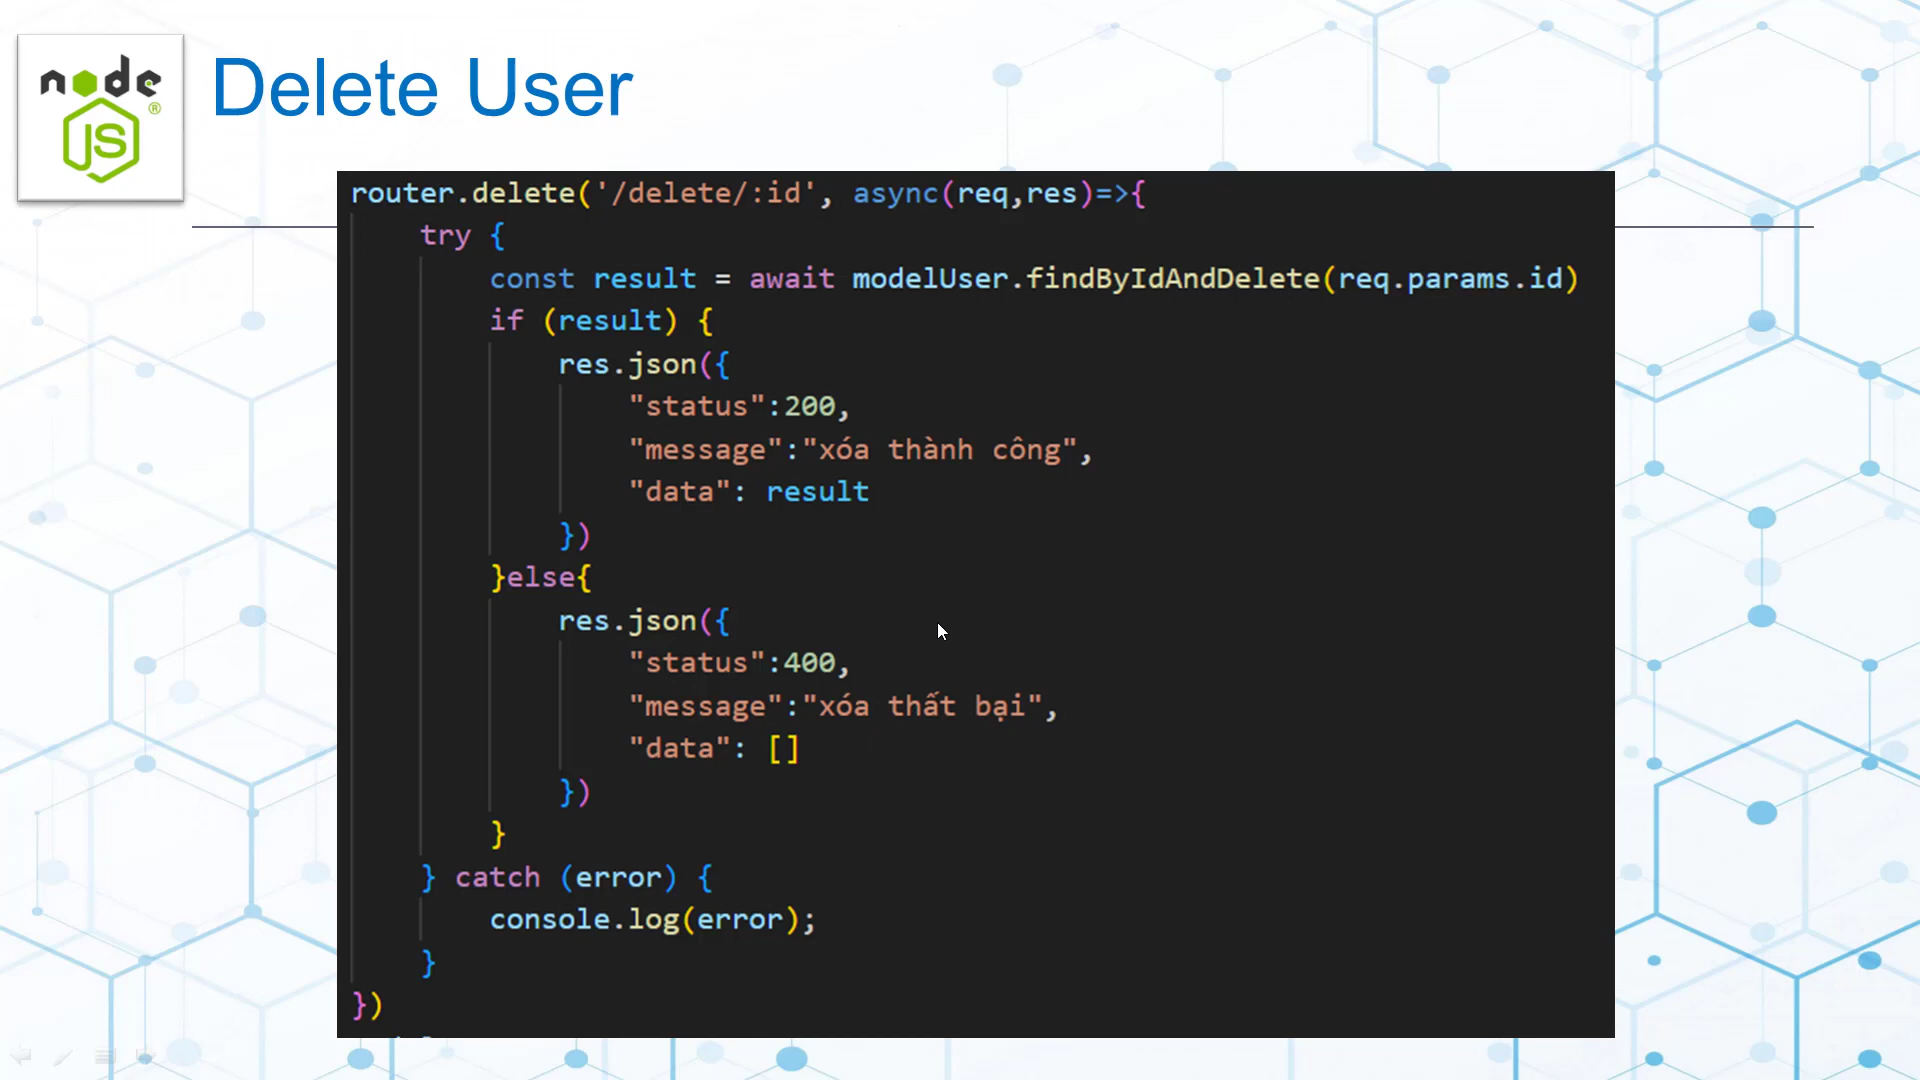 node
JS
®
Delete User
router.delete('/delete/:id', async(req,res)=>{
    try {
        const result = await modelUser.findByIdAndDelete(req.params.id)
        if (result) {
            res.json({
                "status":200,
                "message":"xóa thành công",
                "data": result
            })
        }else{
            res.json({
                "status":400,
                "message":"xóa thất bại",
                "data": []
            })
        }
    } catch (error) {
        console.log(error);
    }
})